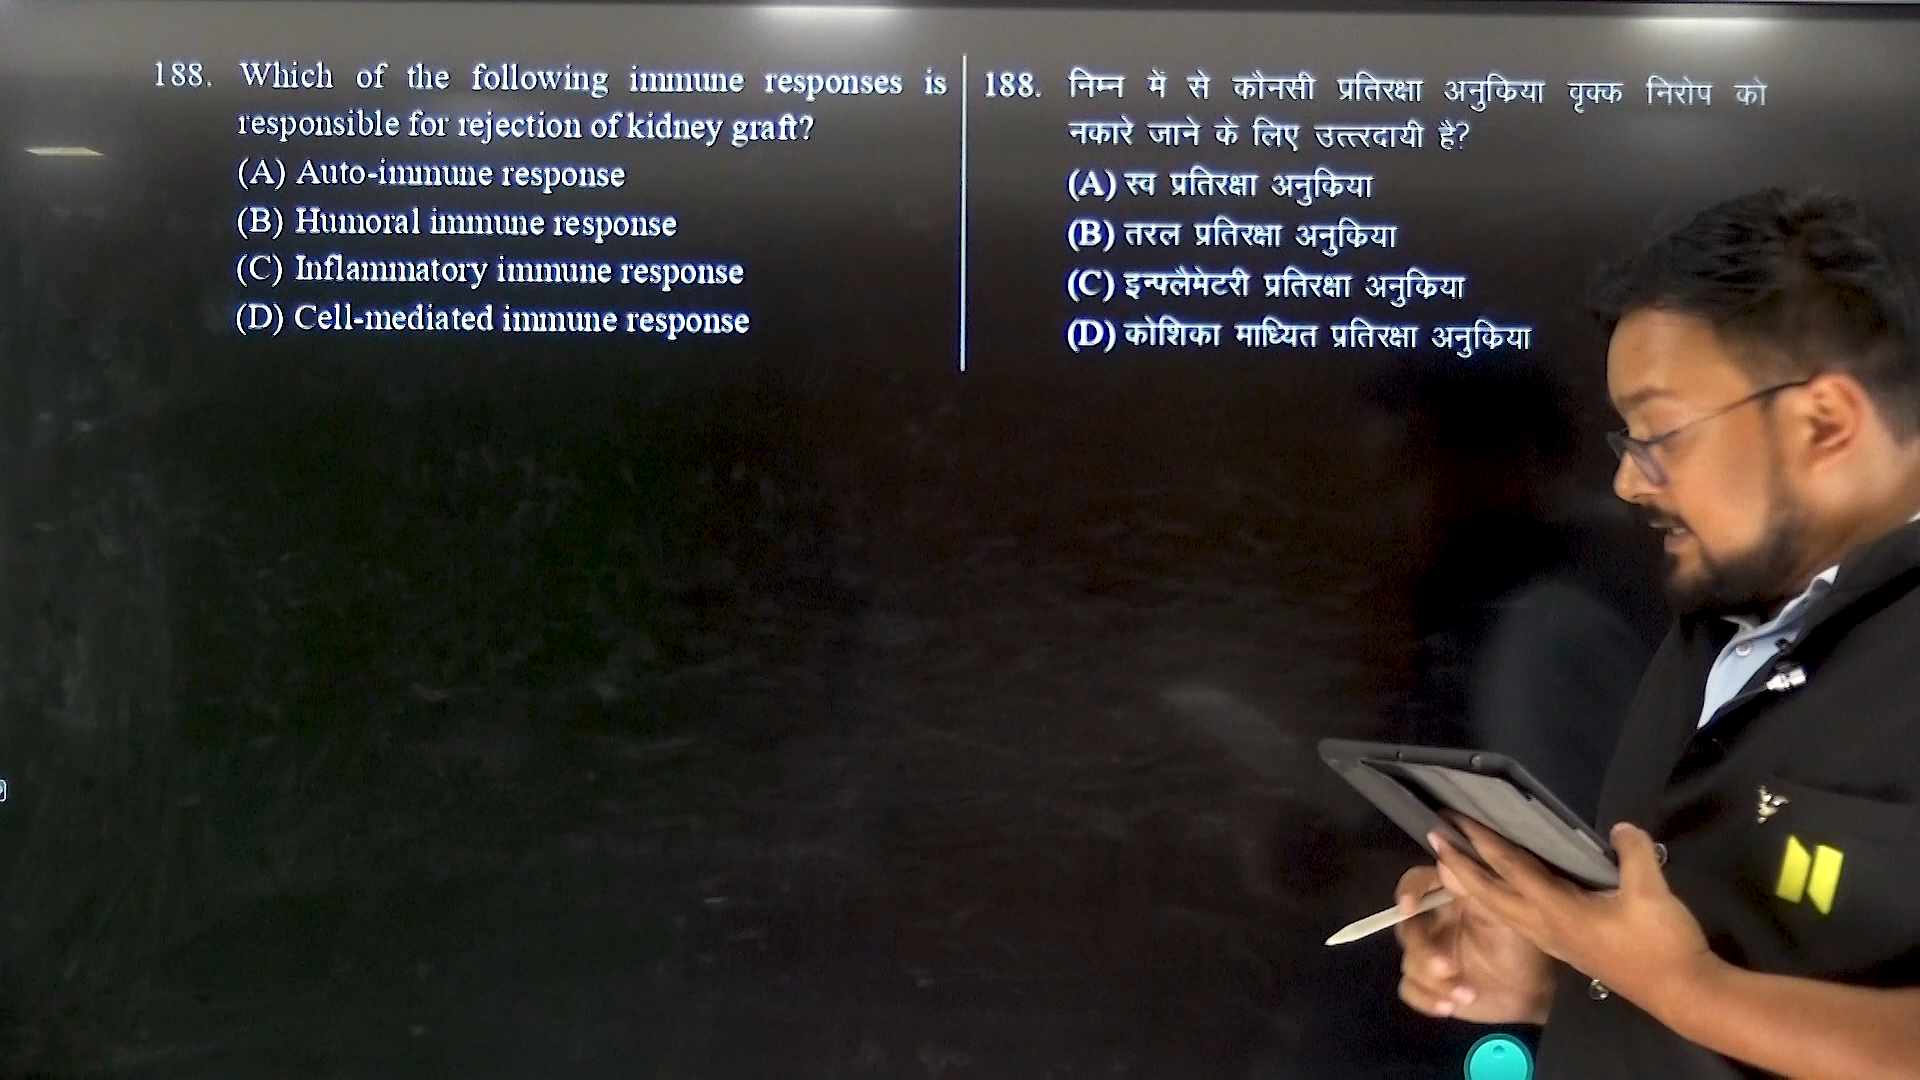 188. Which of the following immune responses is
responsible for rejection of kidney graft?
(A) Auto-immune response
(B) Humoral immune response
(C) Inflammatory immune response
(D) Cell-mediated immune response
188. निम्न में से कौनसी प्रतिरक्षा अनुक्रिया वृक्क निरोप को
नकारे जाने के लिए उत्त्तरदायी है?
(A) स्व प्रतिरक्षा अनुक्रिया
(B) तरल प्रतिरक्षा अनुक्रिया
(C) इन्फ्लैमेटरी प्रतिरक्षा अनुक्रिया
(D) कोशिका माध्यित प्रतिरक्षा अनुक्रिया